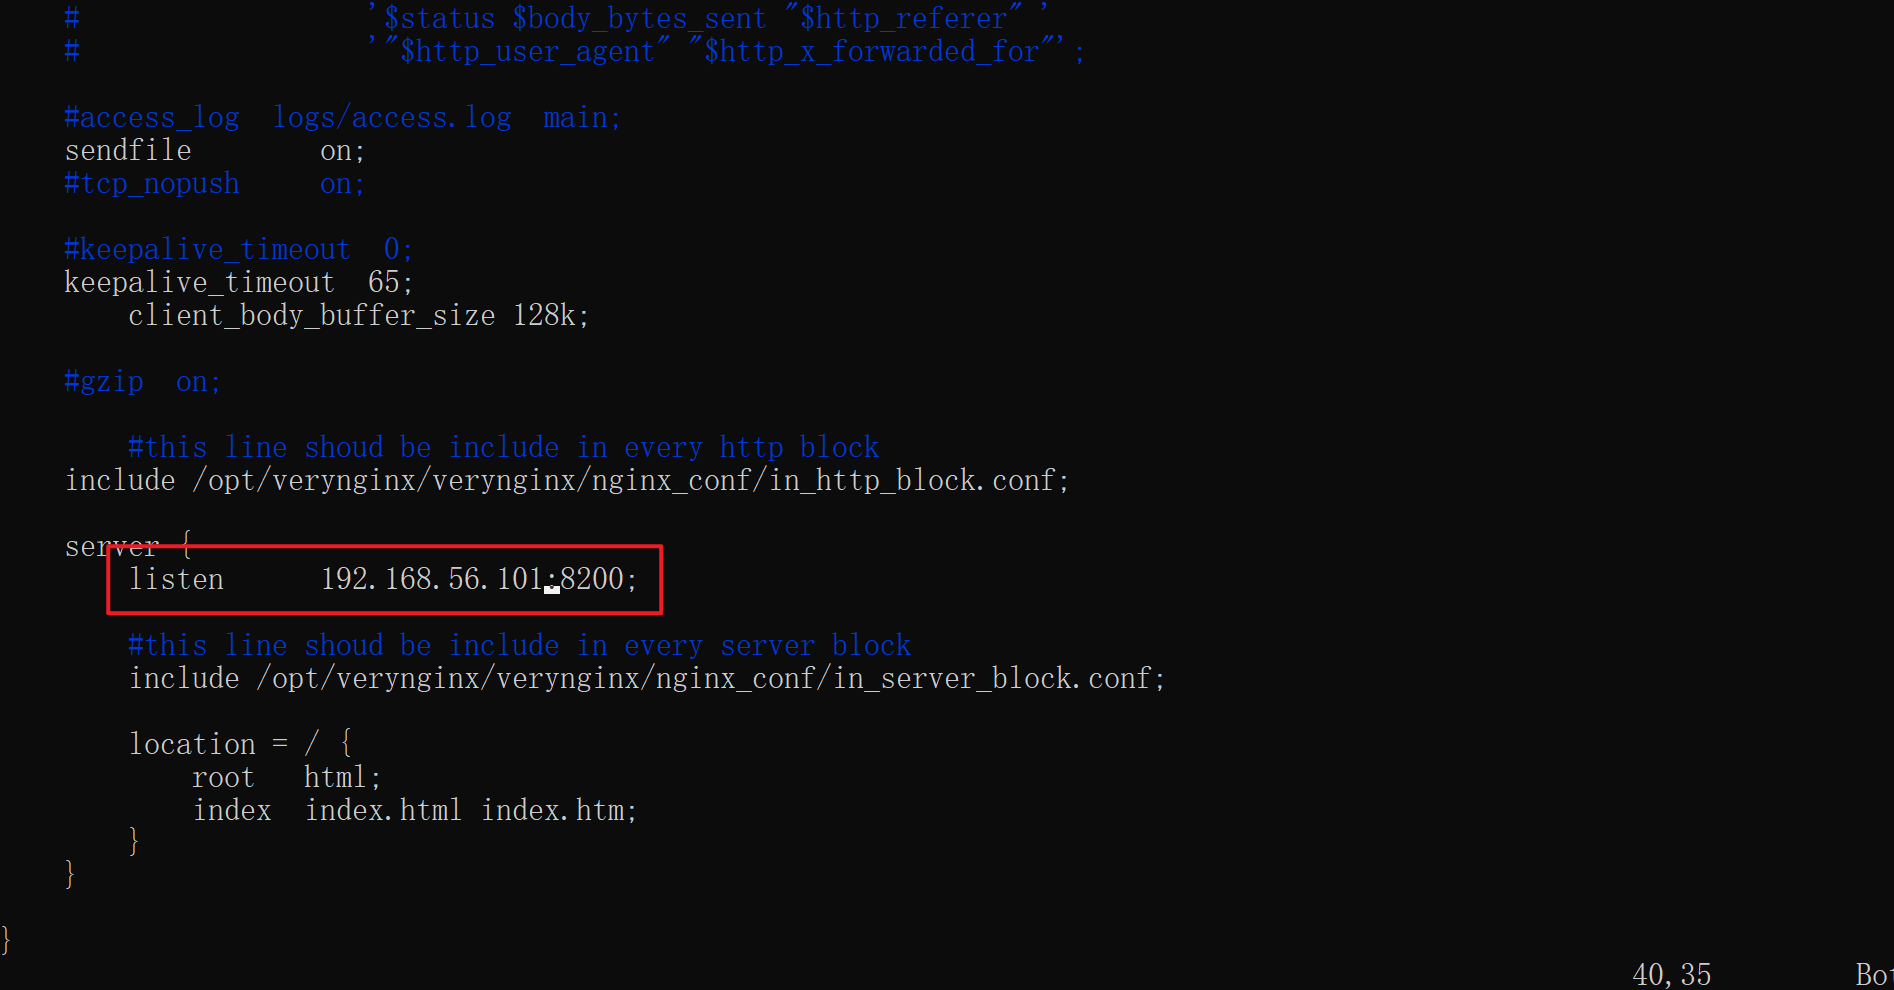 #                  '$status $body_bytes_sent "$http_referer" '
#                  '"$http_user_agent" "$http_x_forwarded_for"';
#access_log  logs/access.log  main;
sendfile        on;
#tcp_nopush     on;
#keepalive_timeout  0;
keepalive_timeout  65;
client_body_buffer_size 128k;
#gzip  on;
#this line shoud be include in every http block
include /opt/verynginx/verynginx/nginx_conf/in_http_block.conf;
server {
listen      192.168.56.101:8200;
#this line shoud be include in every server block
include /opt/verynginx/verynginx/nginx_conf/in_server_block.conf;
location = / {
root   html;
index  index.html index.htm;
}
}
}
40,35         Bot